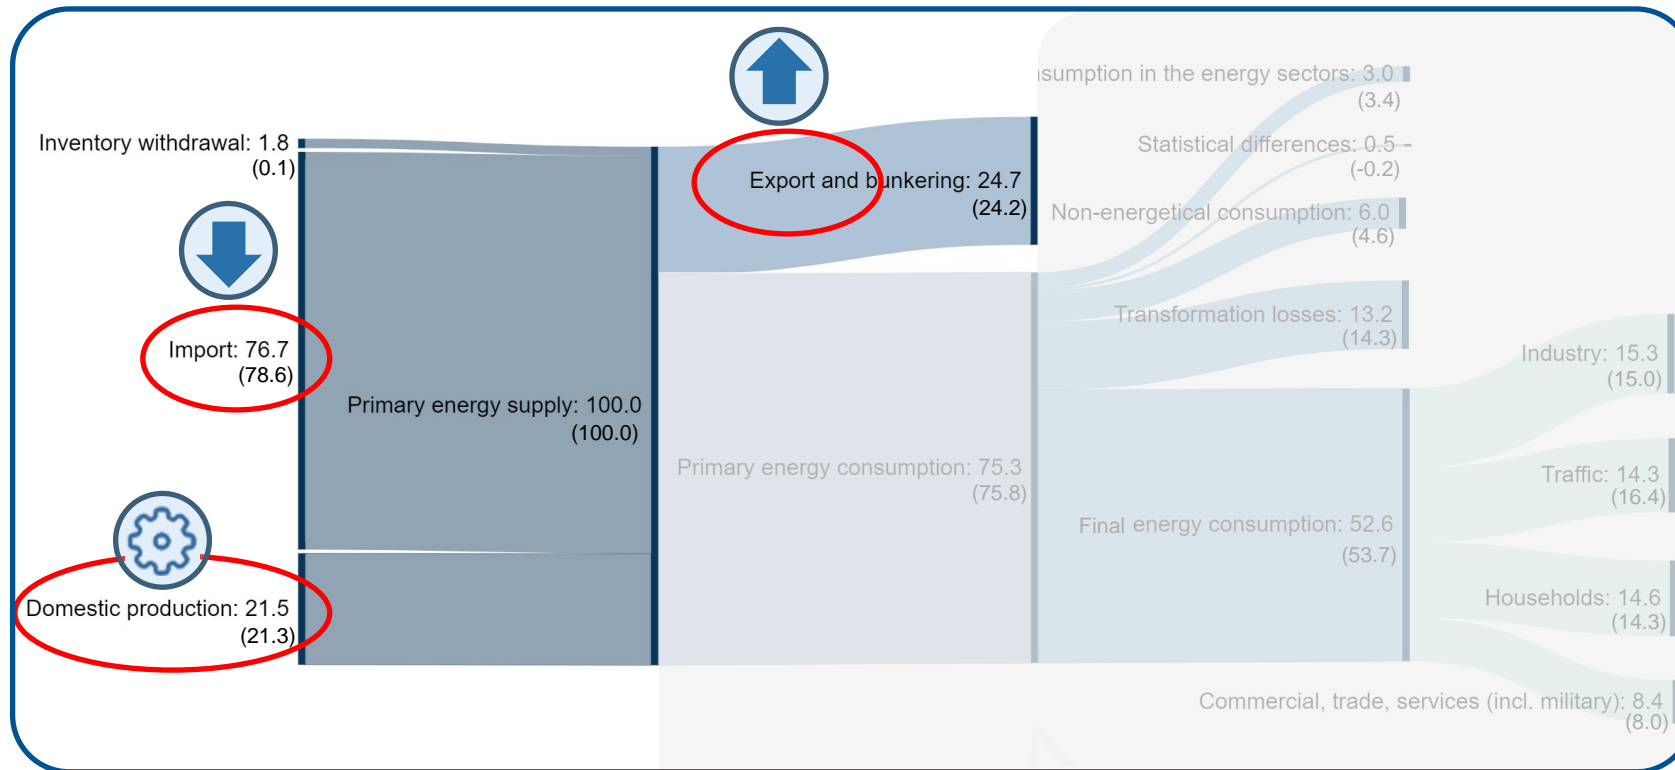 nsumption in the energy sectors: 3.0
(3.4)
Inventory withdrawal: 1.8
(0.1)
Statistical differences: 0.5
(-0.2)
Export and bunkering: 24.7
(24.2)
Non-energetical consumption: 6.0
(4.6)
Import: 76.7
(78.6)
Transformation losses: 13.2
(14.3)
Industry: 15.3
(15.0)
Primary energy supply: 100.0
(100.0)
Primary energy consumption: 75.3
(75.8)
Traffic: 14.3
(16.4)
Final energy consumption: 52.6
(53.7)
Domestic production: 21.5
(21.3)
Households: 14.6
(14.3)
Commercial, trade, services (incl. military): 8.4
(8.0)